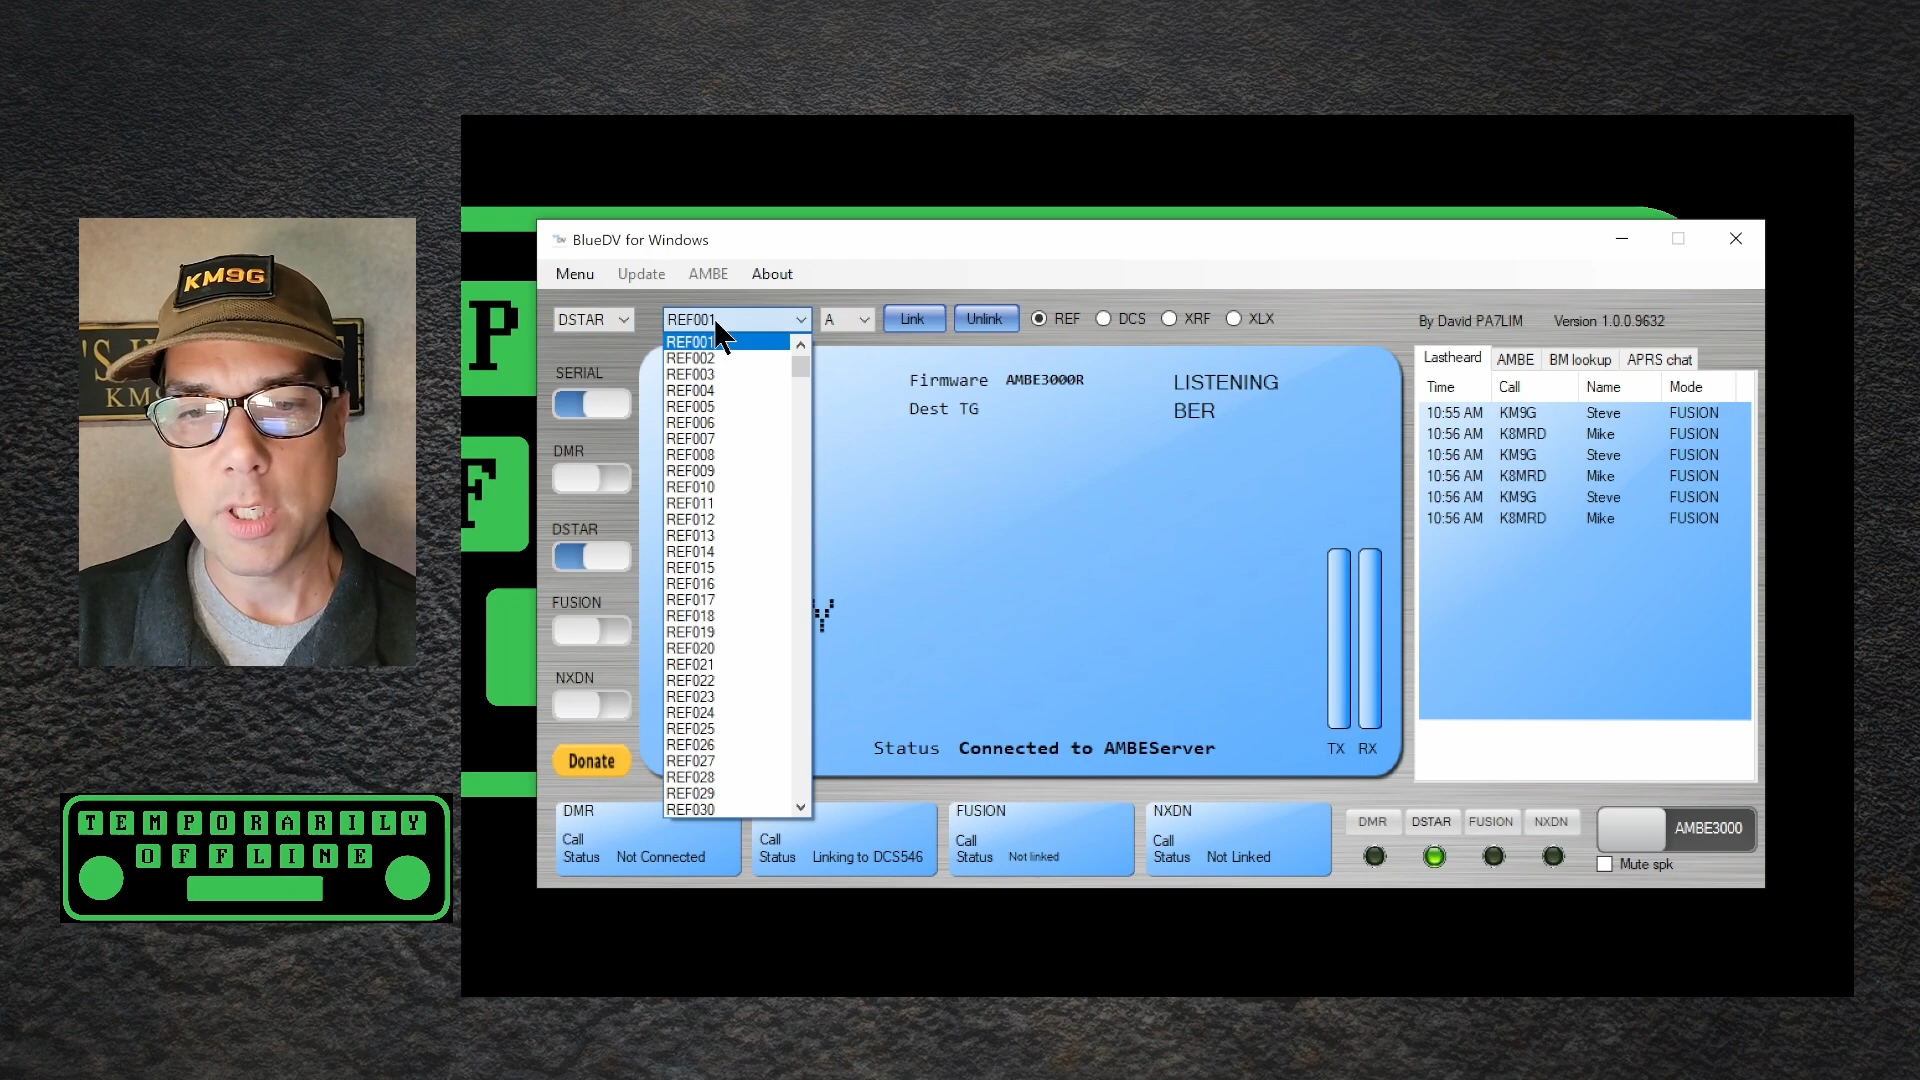 KM9G
'S H
KM
TEMPORARILY
OFFLINE
P
F
BlueDV for Windows
Menu Update AMBE About
DSTAR REF001 A Link Unlink REF DCS XRF XLX By David PA7LIM Version 1.0.0.9632
SERIAL
DMR
DSTAR
FUSION
NXDN
Donate
REF001
REF002
REF003
REF004
REF005
REF006
REF007
REF008
REF009
REF010
REF011
REF012
REF013
REF014
REF015
REF016
REF017
REF018
REF019
REF020
REF021
REF022
REF023
REF024
REF025
REF026
REF027
REF028
REF029
REF030
Firmware AMBE3000R LISTENING
Dest TG BER
V
Status Connected to AMBEServer
TX RX
Lastheard AMBE BM lookup APRS chat
Time Call Name Mode
10:55 AM KM9G Steve FUSION
10:56 AM K8MRD Mike FUSION
10:56 AM KM9G Steve FUSION
10:56 AM K8MRD Mike FUSION
10:56 AM KM9G Steve FUSION
10:56 AM K8MRD Mike FUSION
DMR
Call
Status Not Connected
Call
Status Linking to DCS546
FUSION
Call
Status Not linked
NXDN
Call
Status Not Linked
DMR DSTAR FUSION NXDN
AMBE3000
Mute spk